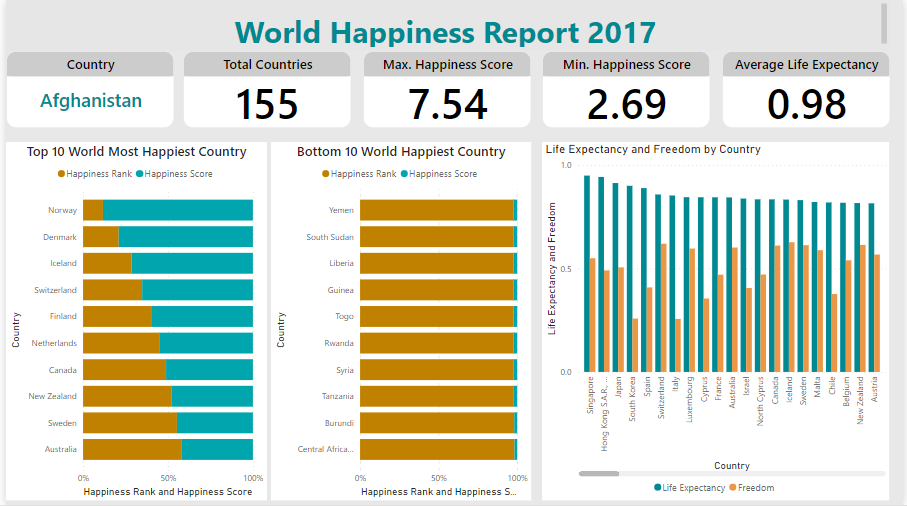 World Happiness Report 2017
Country
Afghanistan
Total Countries
155
Max. Happiness Score
7.54
Min. Happiness Score
2.69
Average Life Expectancy
0.98
Top 10 World Most Happiest Country
Happiness Rank Happiness Score
Country
Norway
Denmark
Iceland
Switzerland
Finland
Netherlands
Canada
New Zealand
Sweden
Australia
0% 50% 100%
Happiness Rank and Happiness Score
Bottom 10 World Happiest Country
Happiness Rank Happiness Score
Country
Yemen
South Sudan
Liberia
Guinea
Togo
Rwanda
Syria
Tanzania
Burundi
Central Africa...
0% 50% 100%
Happiness Rank and Happiness S...
Life Expectancy and Freedom by Country
Life Expectancy and Freedom
1.0
0.5
0.0
Singapore
Hong Kong S.A.R., ...
Japan
South Korea
Spain
Switzerland
Italy
Luxembourg
Cyprus
France
Australia
Israel
North Cyprus
Canada
Iceland
Sweden
Malta
Chile
Belgium
New Zealand
Austria
Country
Life Expectancy Freedom